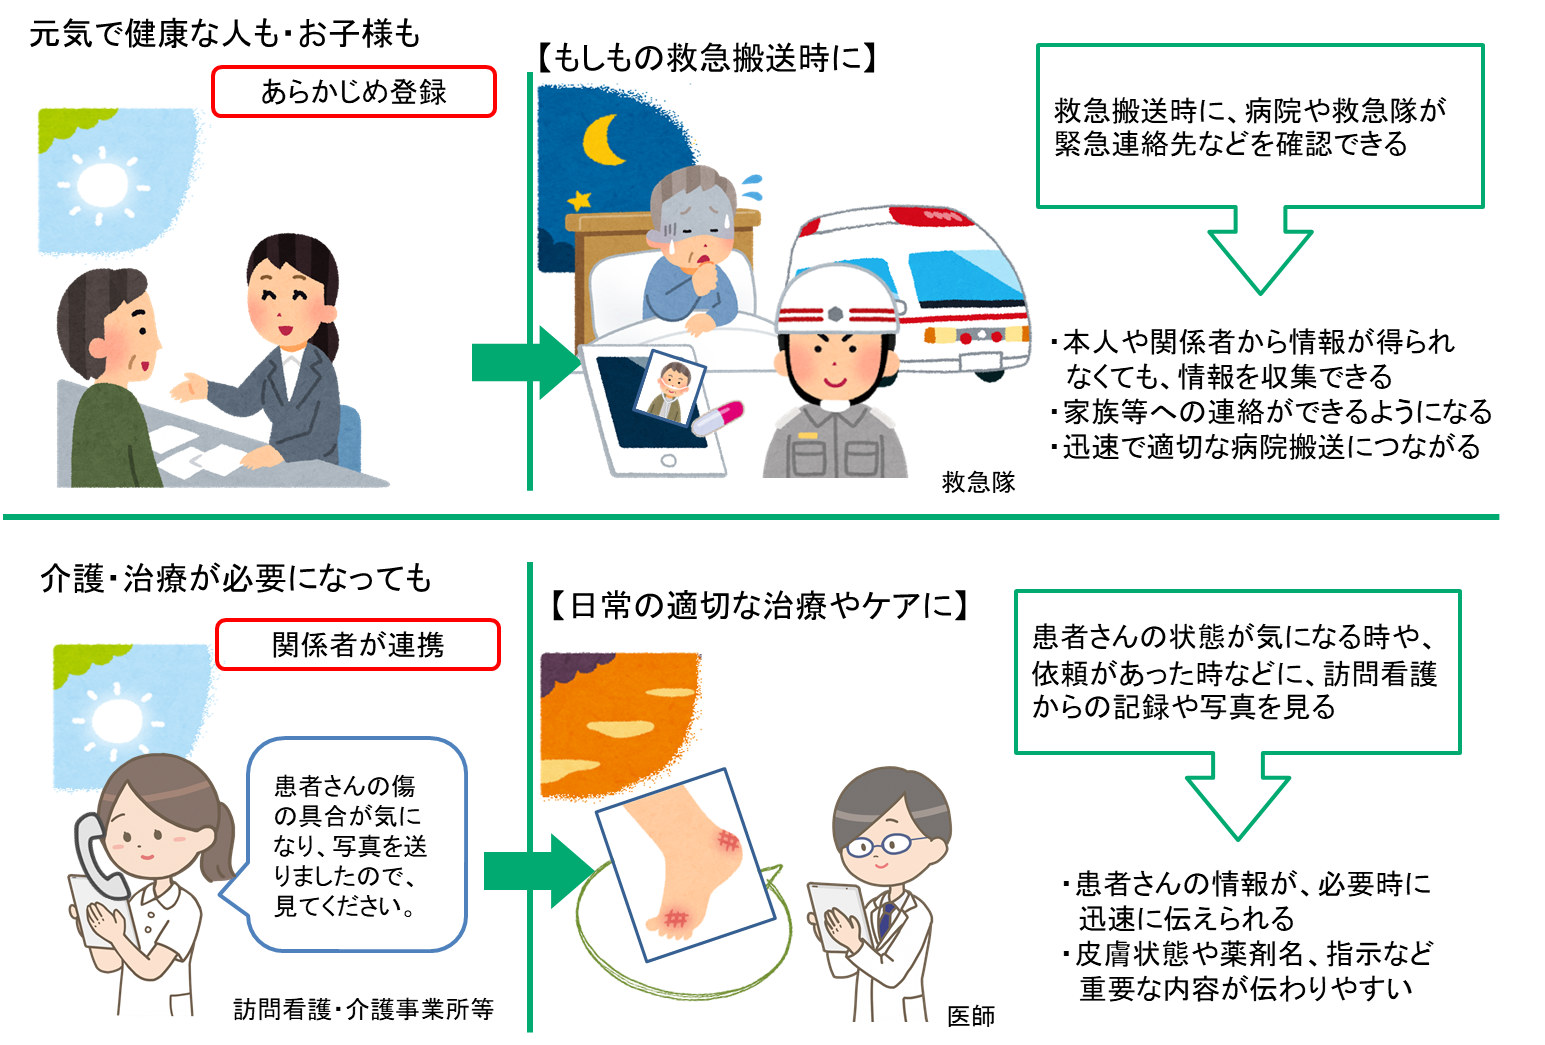 元気で健康な人も・お子様も
あらかじめ登録
【もしもの救急搬送時に】
救急搬送時に、病院や救急隊が
緊急連絡先などを確認できる
・本人や関係者から情報が得られ
なくても、情報を収集できる
・家族等への連絡ができるようになる
・迅速で適切な病院搬送につながる
救急隊
介護・治療が必要になっても
関係者が連携
患者さんの傷
の具合が気に
なり、写真を送
りましたので、
見てください。
訪問看護・介護事業所等
【日常の適切な治療やケアに】
医師
患者さんの状態が気になる時や、
依頼があった時などに、訪問看護
からの記録や写真を見る
・患者さんの情報が、必要時に
迅速に伝えられる
・皮膚状態や薬剤名、指示など
重要な内容が伝わりやすい